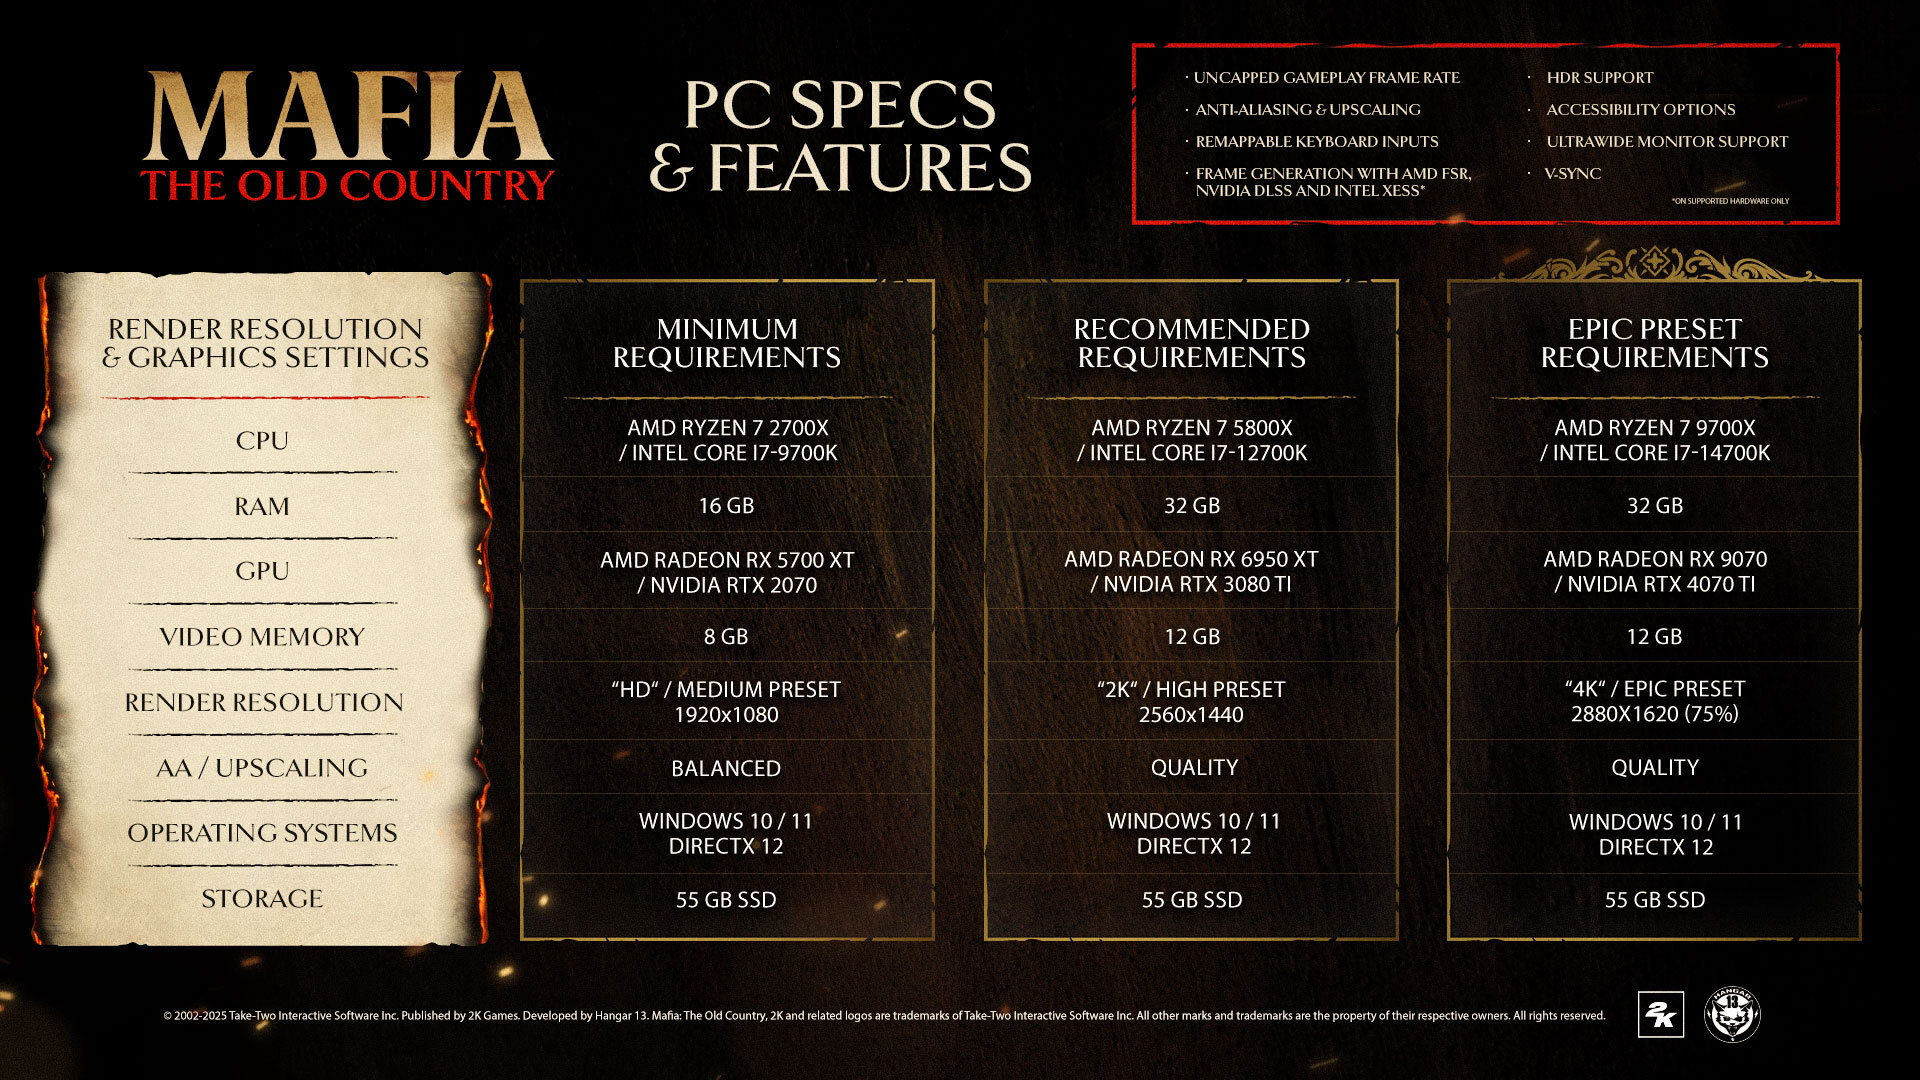 MAFIA
THE OLD COUNTRY
PC SPECS
& FEATURES
· UNCAPPED GAMEPLAY FRAME RATE
· ANTI-ALIASING & UPSCALING
· REMAPPABLE KEYBOARD INPUTS
· FRAME GENERATION WITH AMD FSR,
NVIDIA DLSS AND INTEL XESS*
· HDR SUPPORT
· ACCESSIBILITY OPTIONS
· ULTRAWIDE MONITOR SUPPORT
· V-SYNC
*ON SUPPORTED HARDWARE ONLY
RENDER RESOLUTION
& GRAPHICS SETTINGS
CPU
RAM
GPU
VIDEO MEMORY
RENDER RESOLUTION
AA / UPSCALING
OPERATING SYSTEMS
STORAGE
MINIMUM
REQUIREMENTS
AMD RYZEN 7 2700X
/ INTEL CORE I7-9700K
16 GB
AMD RADEON RX 5700 XT
/ NVIDIA RTX 2070
8 GB
“HD“ / MEDIUM PRESET
1920x1080
BALANCED
WINDOWS 10 / 11
DIRECTX 12
55 GB SSD
RECOMMENDED
REQUIREMENTS
AMD RYZEN 7 5800X
/ INTEL CORE I7-12700K
32 GB
AMD RADEON RX 6950 XT
/ NVIDIA RTX 3080 TI
12 GB
“2K“ / HIGH PRESET
2560x1440
QUALITY
WINDOWS 10 / 11
DIRECTX 12
55 GB SSD
EPIC PRESET
REQUIREMENTS
AMD RYZEN 7 9700X
/ INTEL CORE I7-14700K
32 GB
AMD RADEON RX 9070
/ NVIDIA RTX 4070 TI
12 GB
“4K“ / EPIC PRESET
2880X1620 (75%)
QUALITY
WINDOWS 10 / 11
DIRECTX 12
55 GB SSD
© 2002-2025 Take-Two Interactive Software Inc. Published by 2K Games. Developed by Hangar 13. Mafia: The Old Country, 2K and related logos are trademarks of Take-Two Interactive Software Inc. All other marks and trademarks are the property of their respective owners. All rights reserved.
2K
HANGAR
13